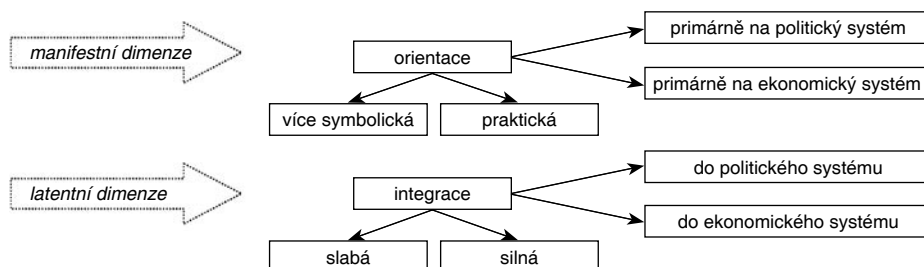 primárně na politický systém
manifestní dimenze
orientace
primárně na ekonomický systém
více symbolická
praktická
do politického systému
latentní dimenze
integrace
do ekonomického systému
slabá
silná